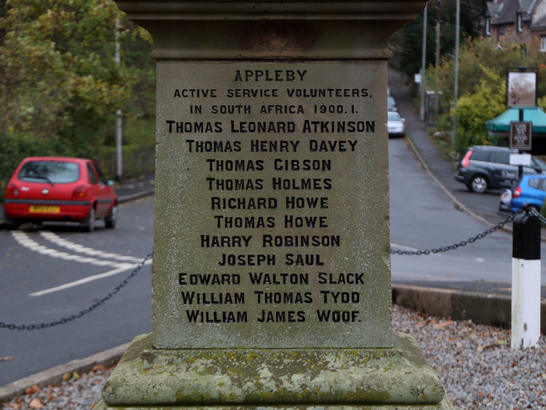 APPLEBY
ACTIVE SERVICE VOLUNTEERS,
IN SOUTH AFRICA 1900.1.
THOMAS LEONARD ATKINSON
THOMAS HENRY DAVEY
THOMAS GIBSON
THOMAS HOLMES
RICHARD HOWE
THOMAS HOWE
HARRY ROBINSON
JOSEPH SAUL
EDWARD WALTON SLACK
WILLIAM THOMAS TYDD
WILLIAM JAMES WOOF.